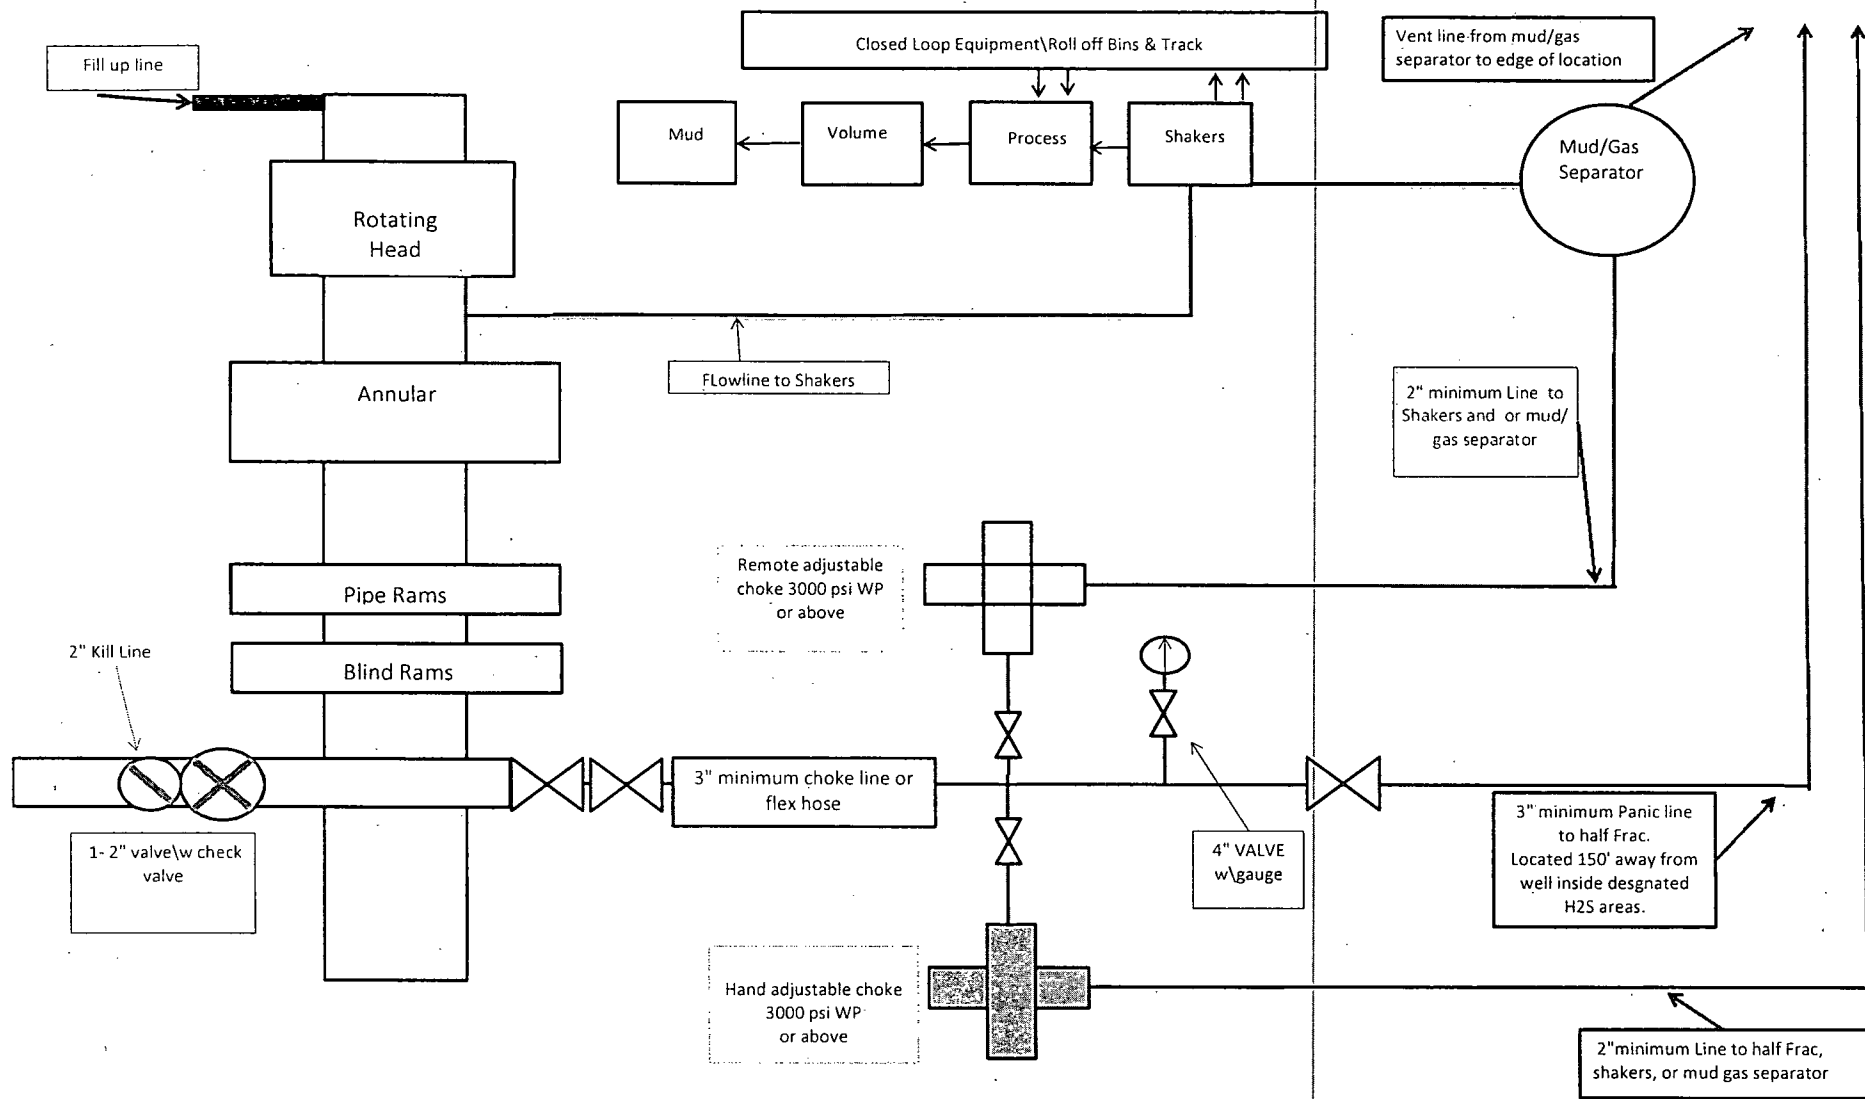 Fill up line
Closed Loop Equipment\Roll off Bins & Track
Vent line from mud/gas
separator to edge of location
Mud
Volume
Process
Shakers
Mud/Gas
Separator
Rotating
Head
FLowline to Shakers
Annular
2" minimum Line to
Shakers and or mud/
gas separator
Remote adjustable
choke 3000 psi WP
or above
Pipe Rams
Blind Rams
2" Kill Line
3" minimum choke line or
flex hose
1- 2" valve\w check
valve
4" VALVE
w\gauge
3" minimum Panic line
to half Frac.
Located 150' away from
well inside desgnated
H2S areas.
Hand adjustable choke
3000 psi WP
or above
2"minimum Line to half Frac,
shakers, or mud gas separator